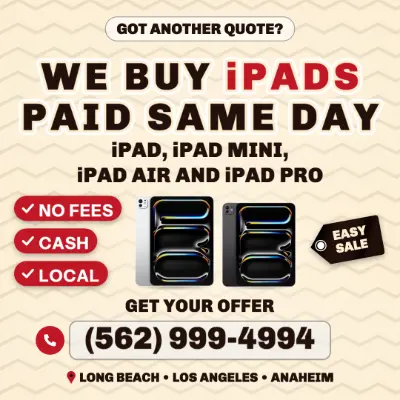 GOT ANOTHER QUOTE?
WE BUY iPADS
PAID SAME DAY
iPAD, iPAD MINI,
iPAD AIR AND iPAD PRO
NO FEES
CASH
LOCAL
EASY
SALE
GET YOUR OFFER
(562) 999-4994
LONG BEACH • LOS ANGELES • ANAHEIM